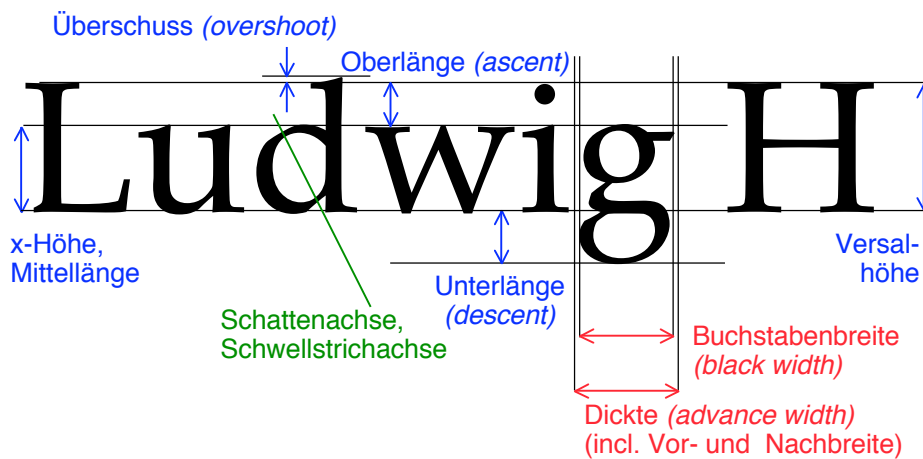 Überschuss (overshoot)
Oberlänge (ascent)
Ludwig H
x-Höhe,
Mittellänge
Versal-
höhe
Unterlänge
(descent)
Schattenachse,
Schwellstrichachse
Buchstabenbreite
(black width)
Dickte (advance width)
(incl. Vor- und Nachbreite)